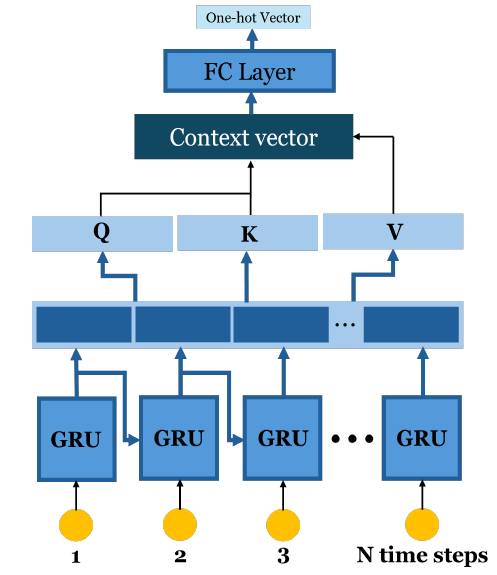 One-hot Vector
FC Layer
Context vector
Q
K
V
...
GRU
GRU
GRU
GRU
1
2
3
N time steps